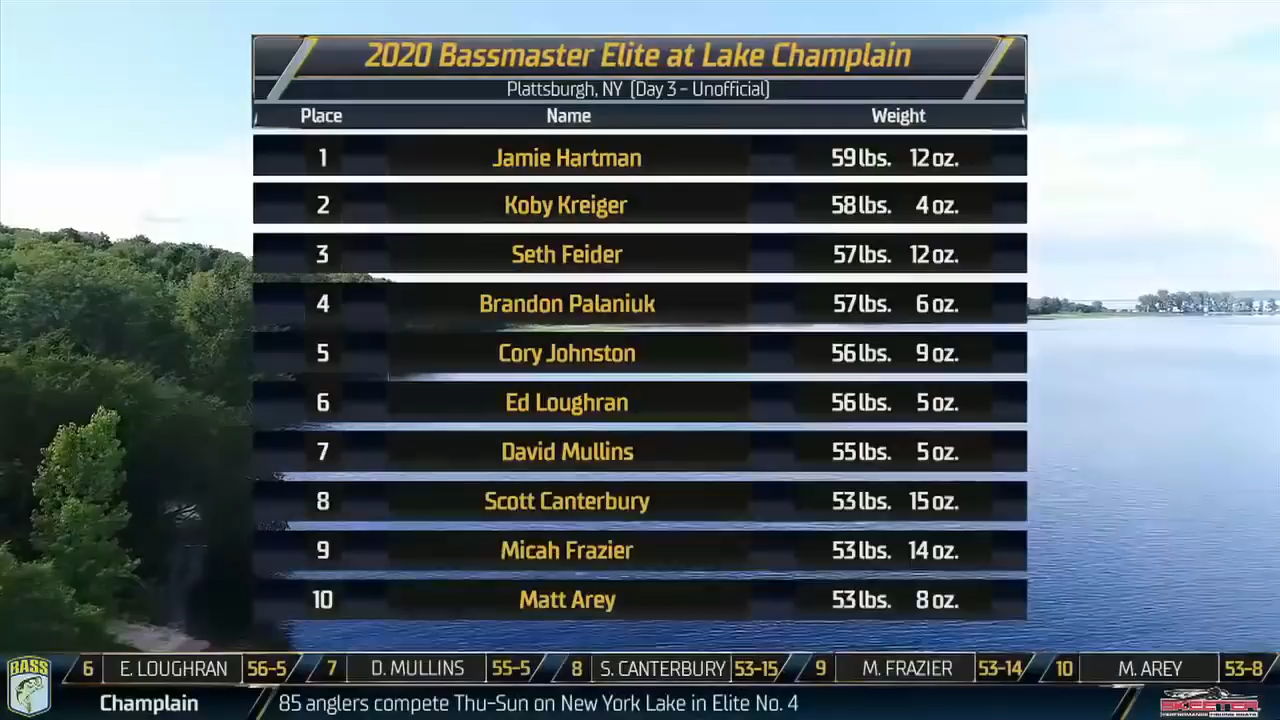 2020 Bassmaster Elite at Lake Champlain
Plattsburgh, NY (Day 3 - Unofficial)
Place Name Weight
1 Jamie Hartman 59 lbs. 12 oz.
2 Koby Kreiger 58 lbs. 4 oz.
3 Seth Feider 57 lbs. 12 oz.
4 Brandon Palaniuk 57 lbs. 6 oz.
5 Cory Johnston 56 lbs. 9 oz.
6 Ed Loughran 56 lbs. 5 oz.
7 David Mullins 55 lbs. 5 oz.
8 Scott Canterbury 53 lbs. 15 oz.
9 Micah Frazier 53 lbs. 14 oz.
10 Matt Arey 53 lbs. 8 oz.
BASS 6 E. LOUGHRAN 56-5 7 D. MULLINS 55-5 8 S. CANTERBURY 53-15 9 M. FRAZIER 53-14 10 M. AREY 53-8
Champlain 85 anglers compete Thu-Sun on New York Lake in Elite No. 4
SKEETER